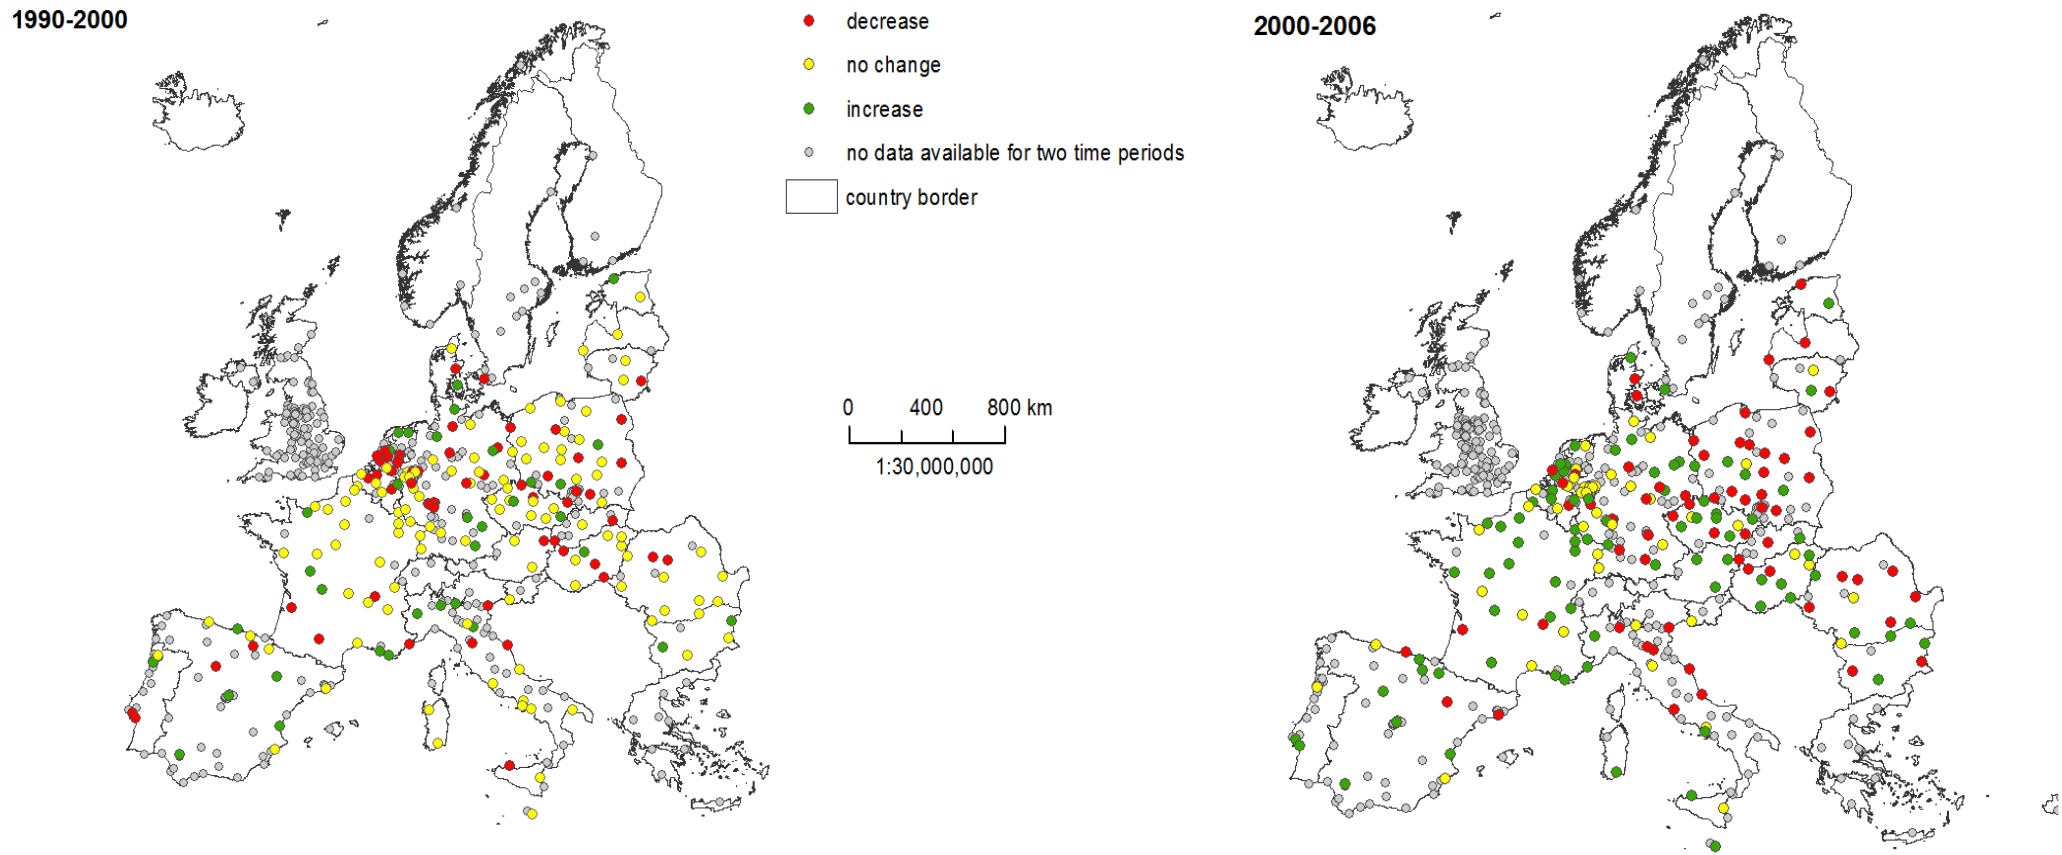 1990-2000
decrease
no change
increase
no data available for two time periods
country border
0 400 800 km
1:30,000,000
2000-2006